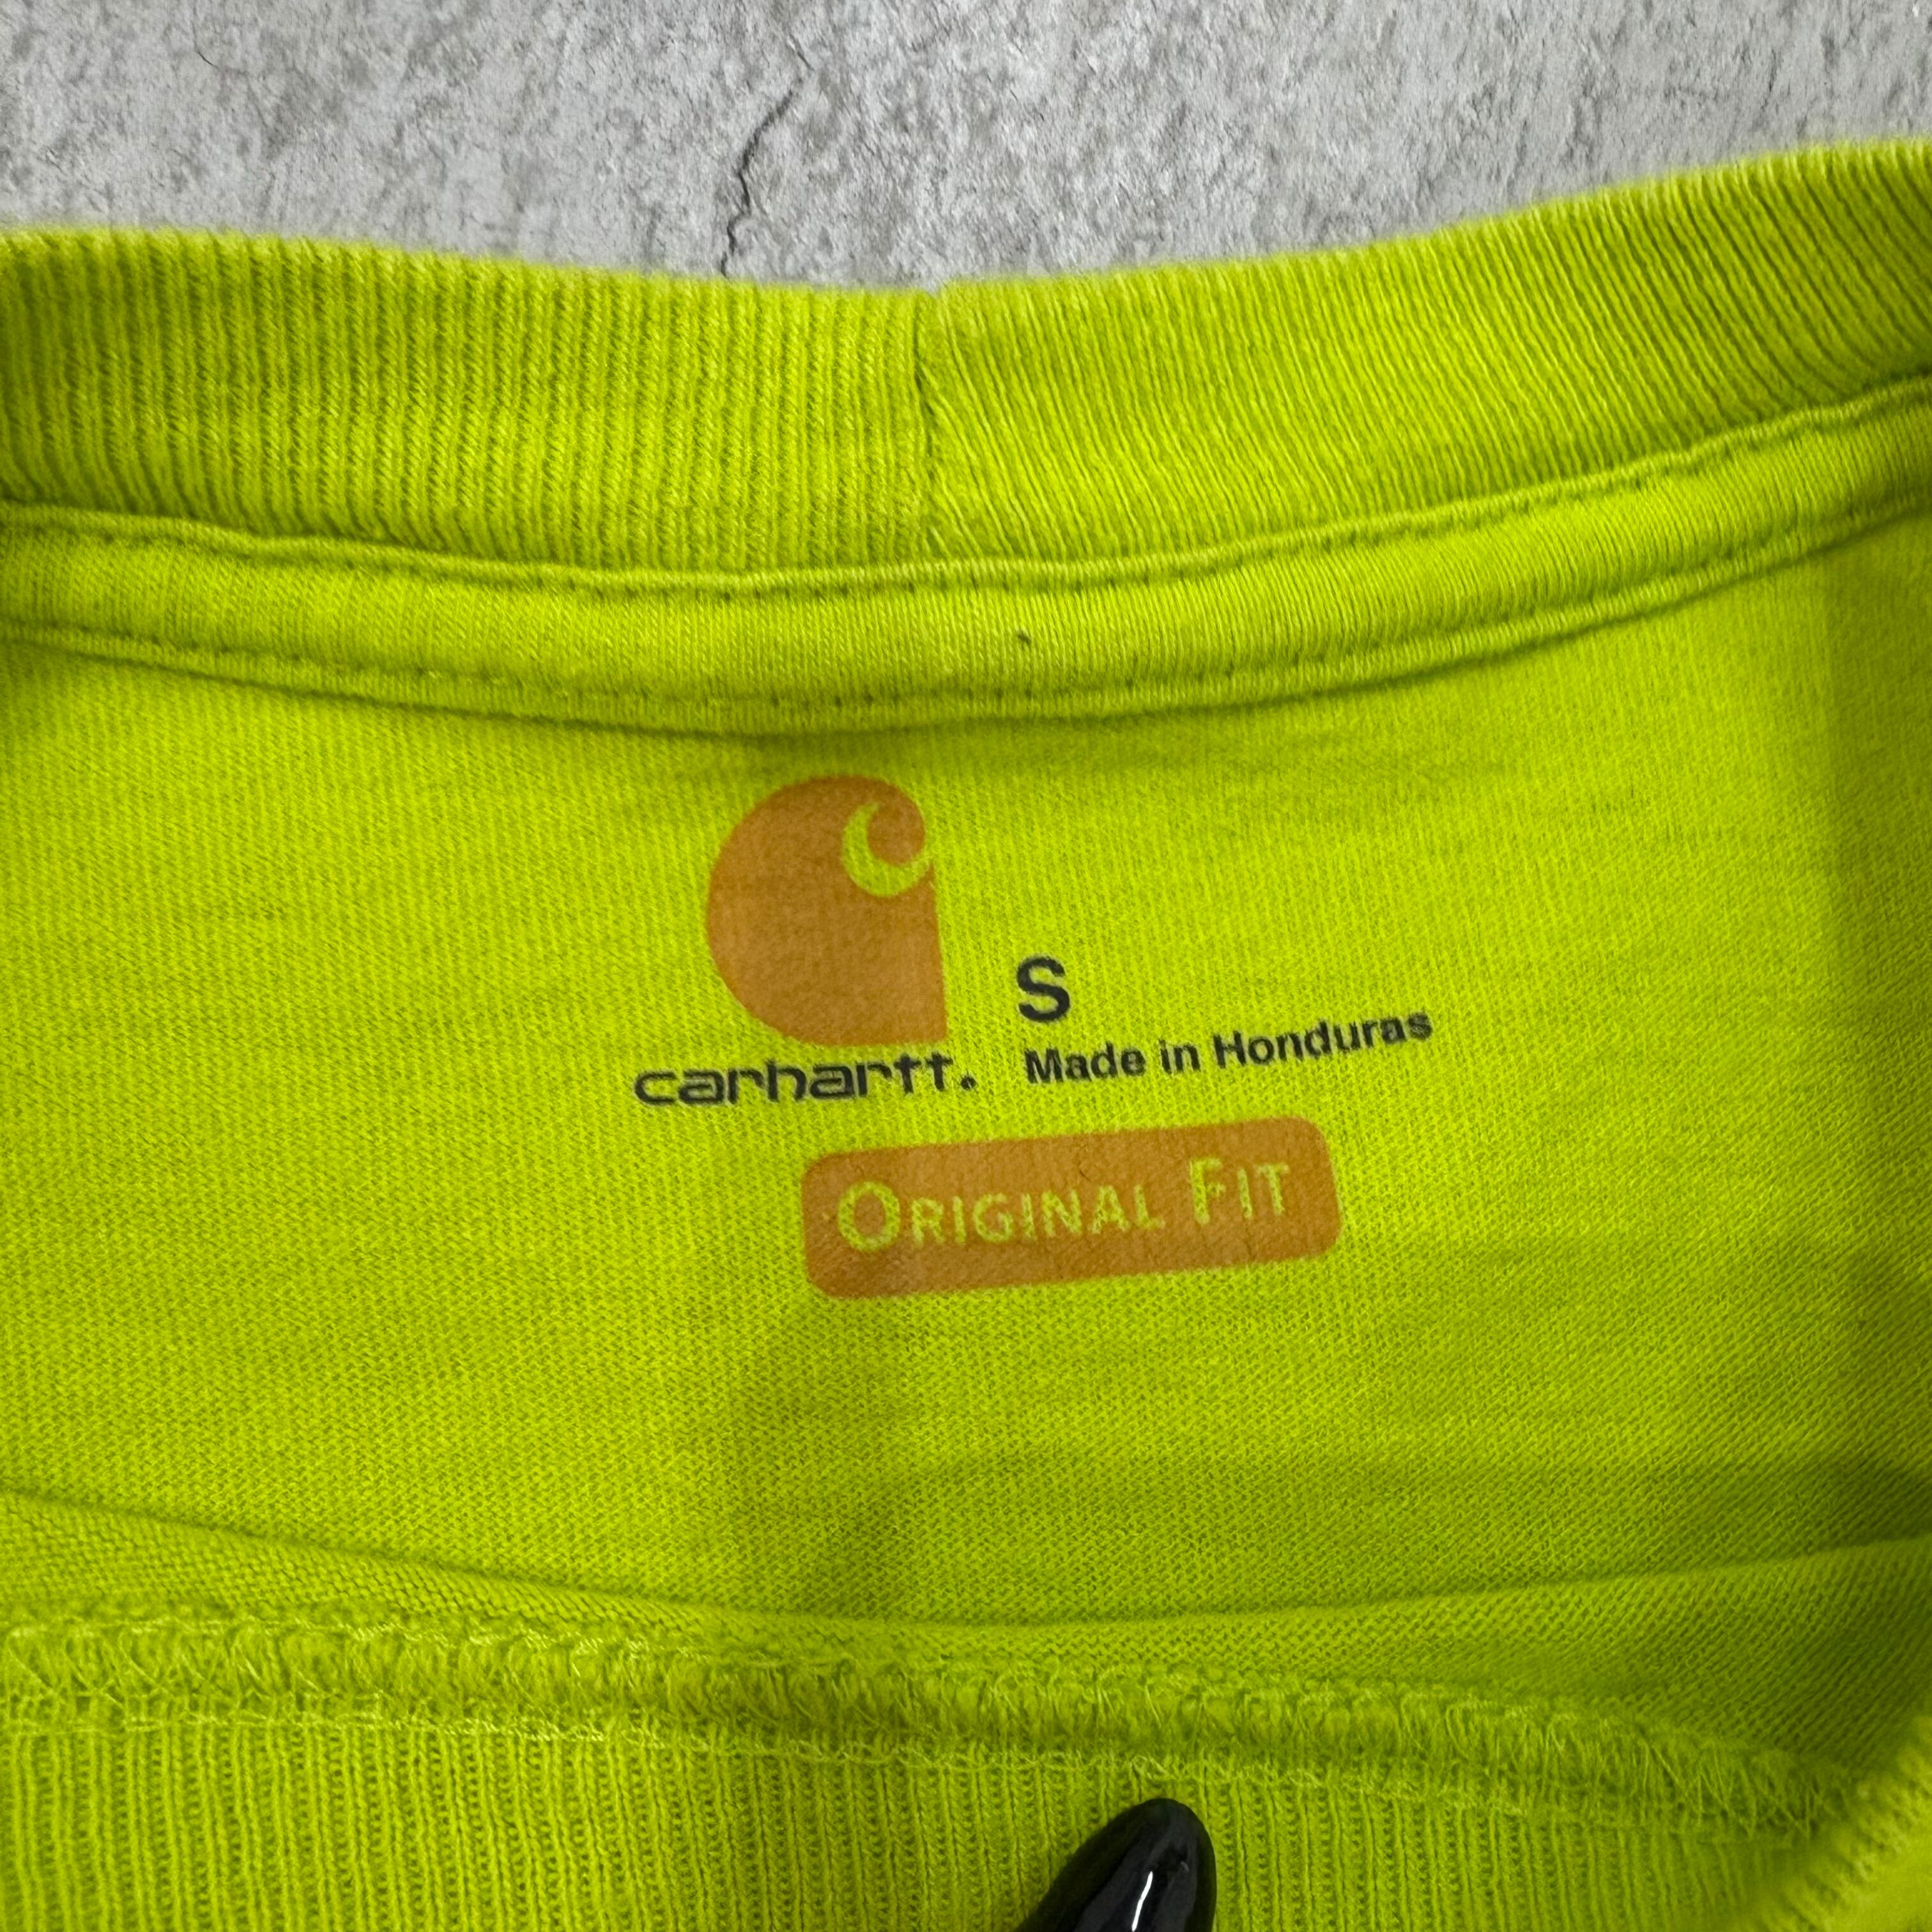 S
carhartt. Made in Honduras
ORIGINAL FIT